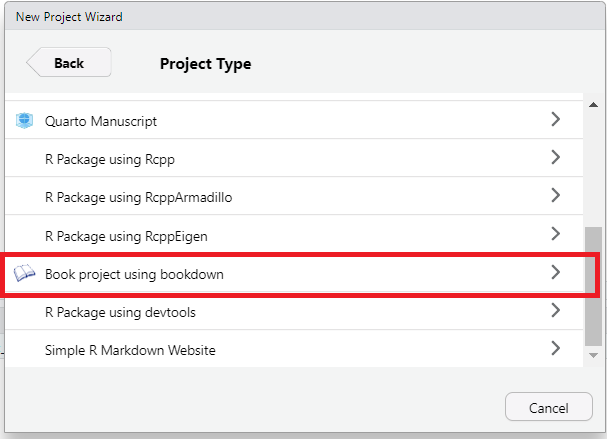 New Project Wizard
Back
Project Type
Quarto Manuscript
R Package using Rcpp
R Package using RcppArmadillo
R Package using RcppEigen
Book project using bookdown
R Package using devtools
Simple R Markdown Website
Cancel